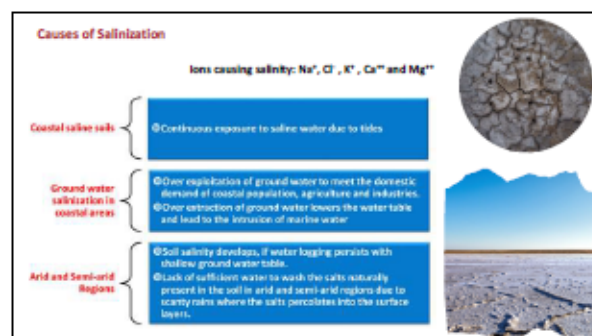 Causes of Salinization
Ions causing salinity: Na⁺, Cl⁻, K⁺, Ca⁺⁺ and Mg⁺⁺
Coastal saline soils
Continuous exposure to saline water due to tides
Ground water
salinization in
coastal areas
Over exploitation of ground water to meet the domestic
demand of coastal population, agriculture and industries.
Over extraction of ground water lowers the water table
and lead to the intrusion of marine water
Arid and Semi-arid
Regions
Soil salinity develops, if water logging persists with
shallow ground water table.
Lack of sufficient water to wash the salts naturally
present in the soil in arid and semi-arid regions due to
scanty rains where the salts percolates into the surface
layers.